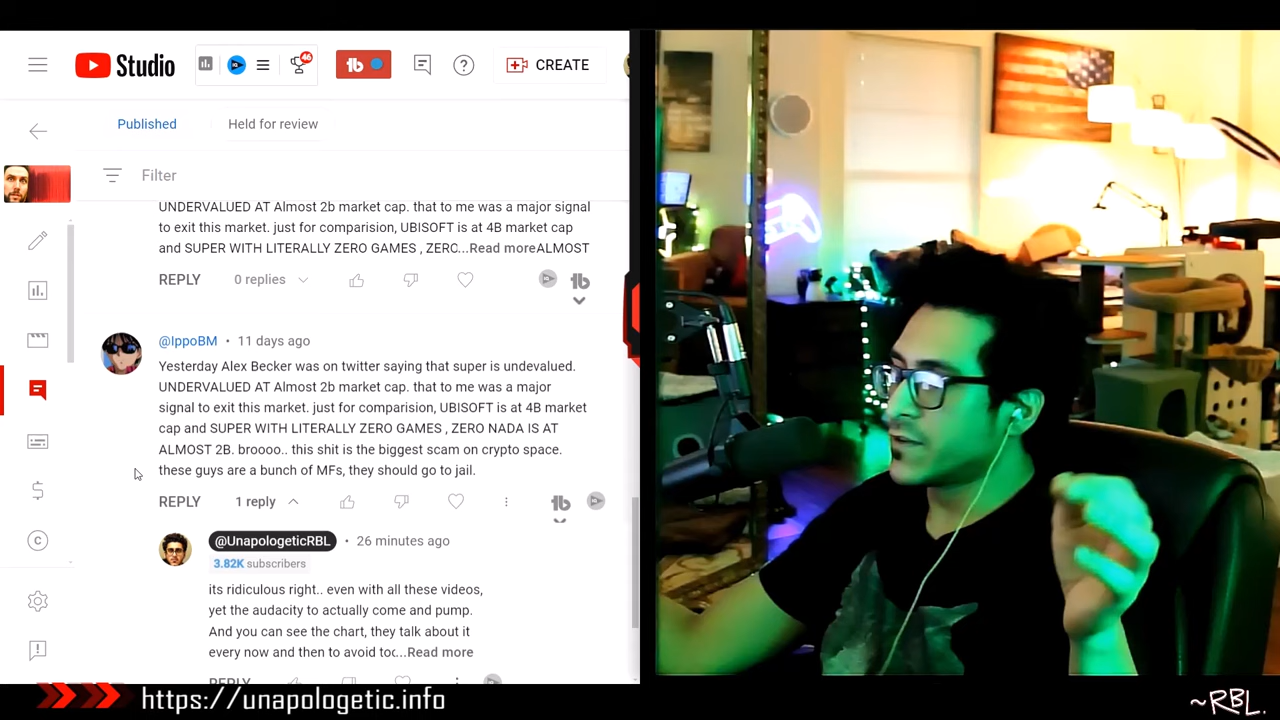 Studio
46
CREATE
Published
Held for review
Filter
UNDERVALUED AT Almost 2b market cap. that to me was a major signal
to exit this market. just for comparision, UBISOFT is at 4B market cap
and SUPER WITH LITERALLY ZERO GAMES , ZERC...Read moreALMOST
REPLY 0 replies
@IppoBM • 11 days ago
Yesterday Alex Becker was on twitter saying that super is undevalued.
UNDERVALUED AT Almost 2b market cap. that to me was a major
signal to exit this market. just for comparision, UBISOFT is at 4B market
cap and SUPER WITH LITERALLY ZERO GAMES , ZERO NADA IS AT
ALMOST 2B. broooo.. this shit is the biggest scam on crypto space.
these guys are a bunch of MFs, they should go to jail.
REPLY 1 reply
@UnapologeticRBL • 26 minutes ago
3.82K subscribers
its ridiculous right.. even with all these videos,
yet the audacity to actually come and pump.
And you can see the chart, they talk about it
every now and then to avoid toc...Read more
REPLY
https://unapologetic.info
~RBL.